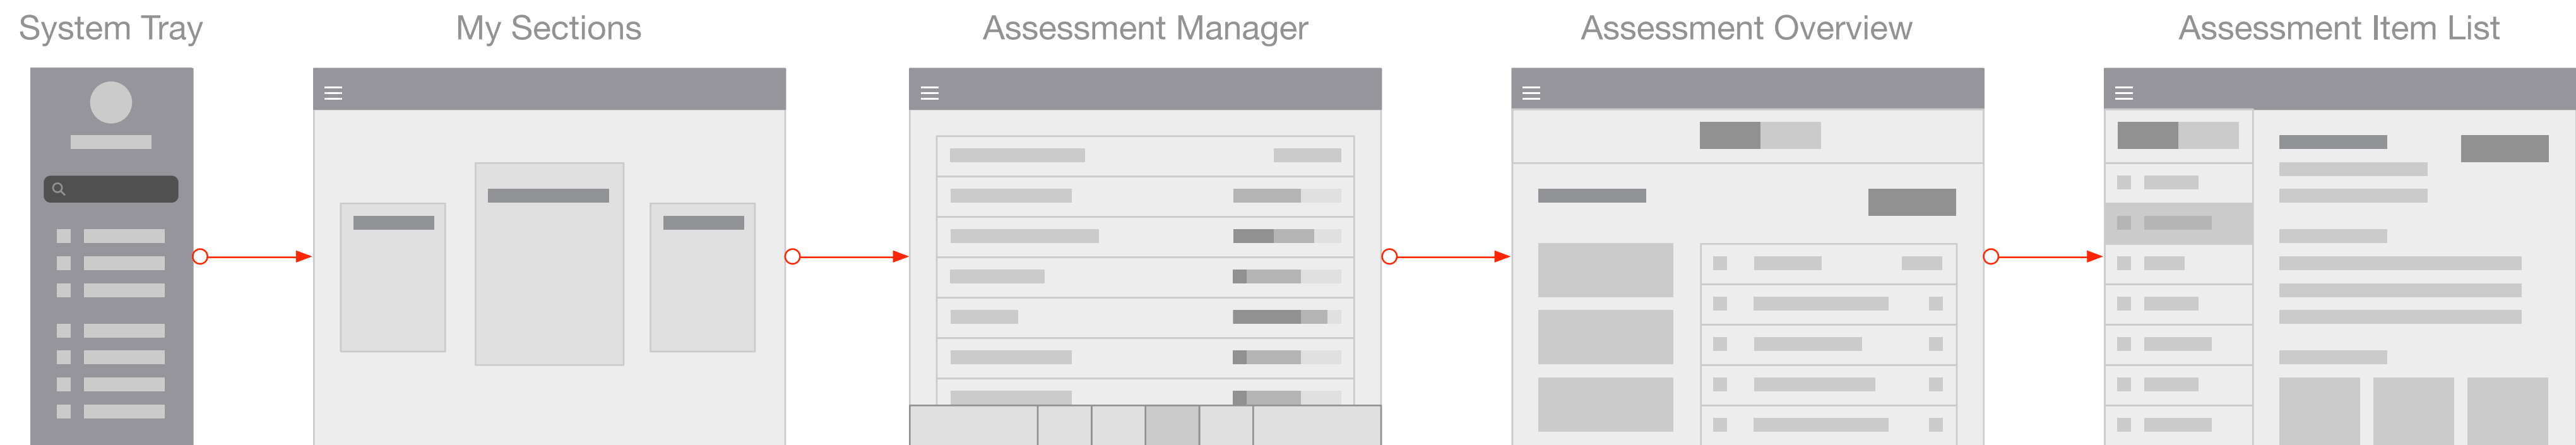 System Tray
My Sections
Assessment Manager
Assessment Overview
Assessment Item List